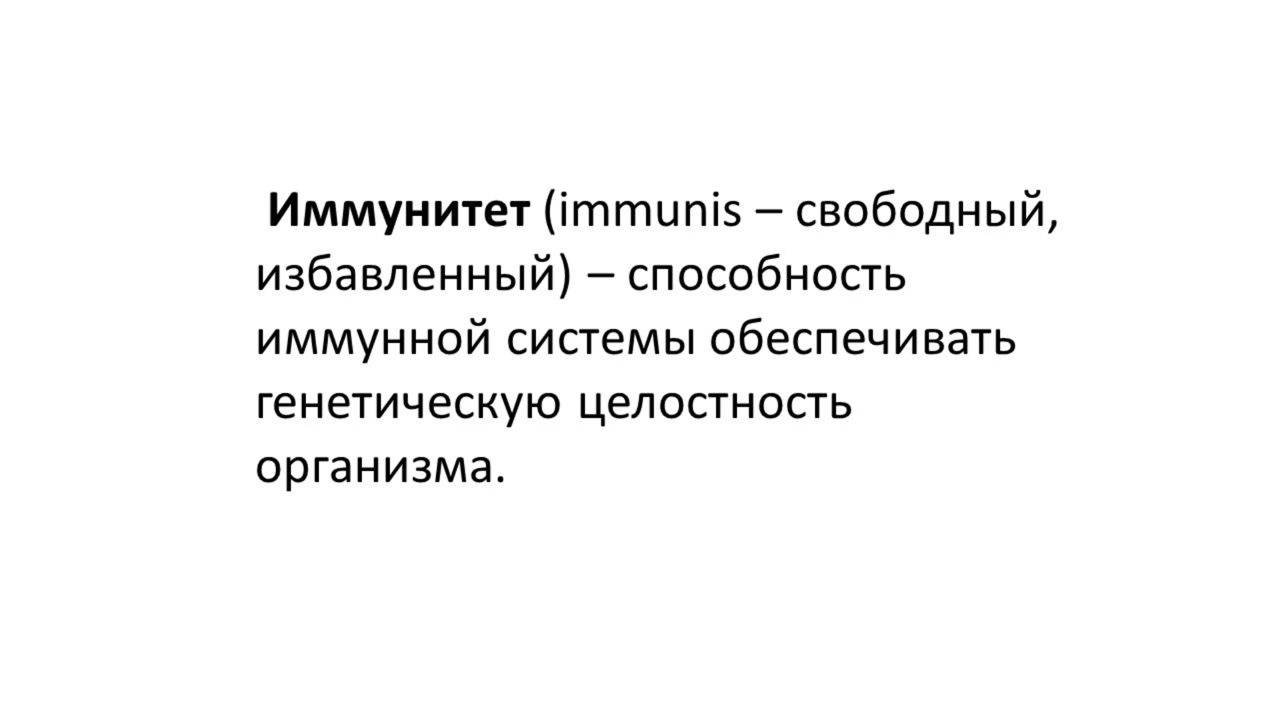 Иммунитет (immunis – свободный,
избавленный) – способность
иммунной системы обеспечивать
генетическую целостность
организма.